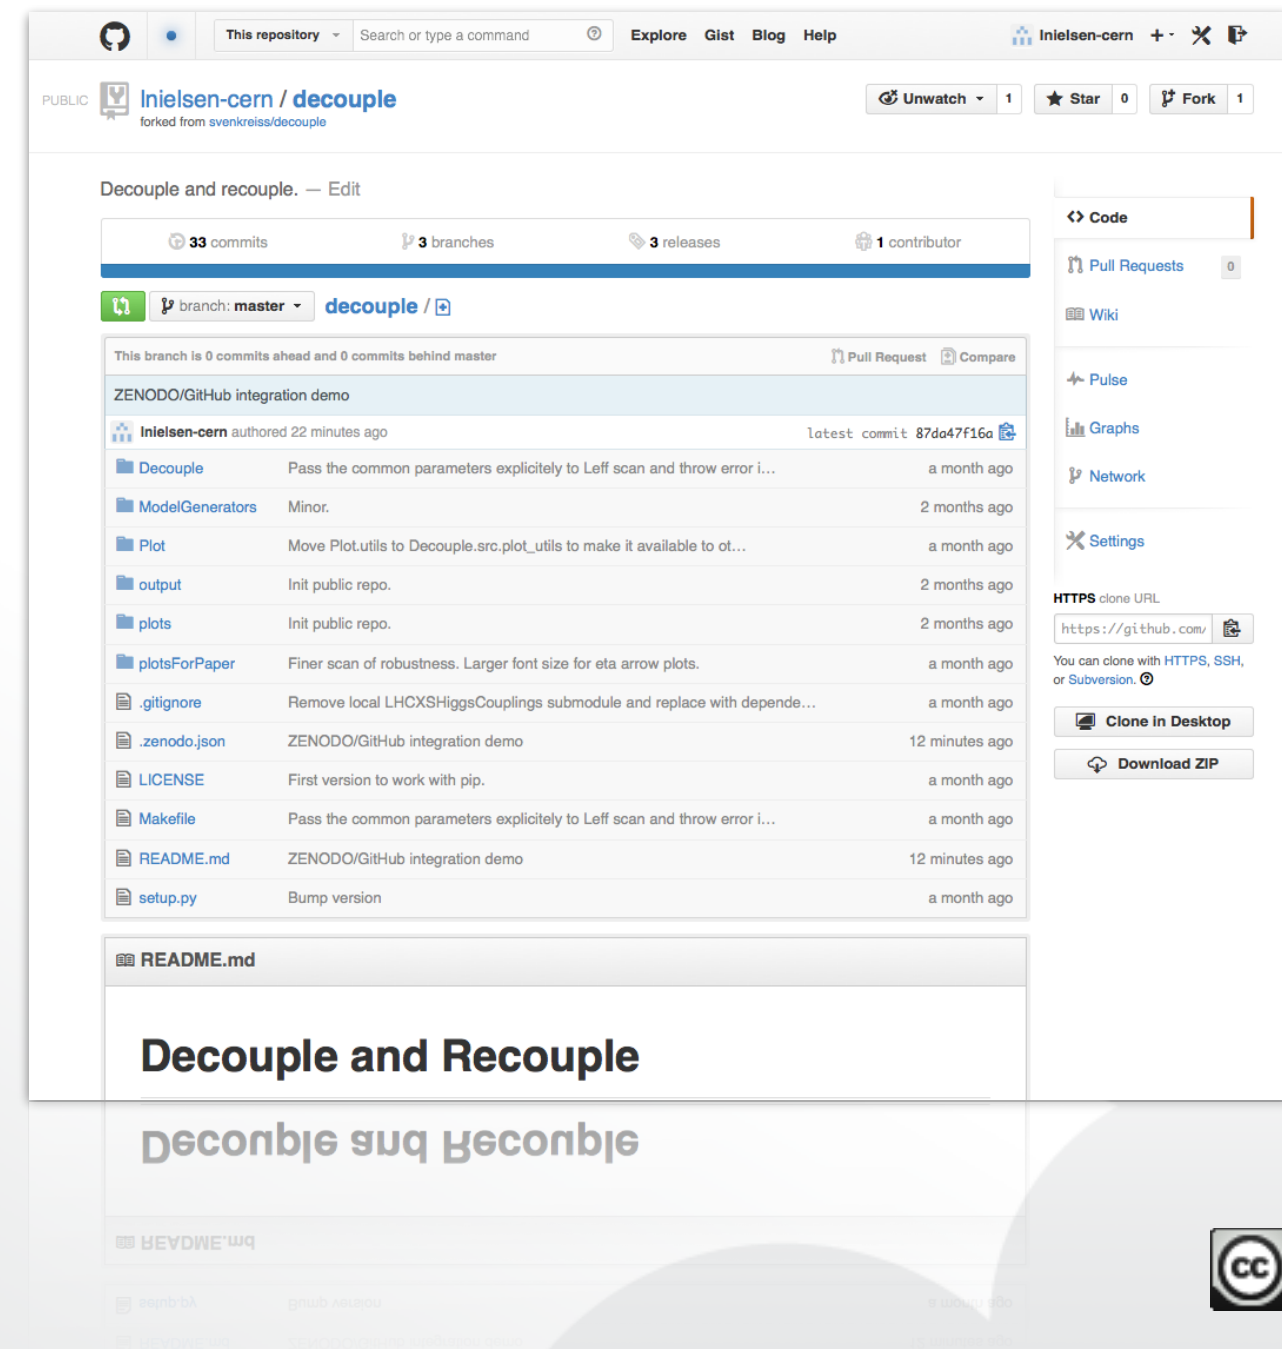 This repository Search or type a command Explore Gist Blog Help lnielsen-cern
PUBLIC lnielsen-cern / decouple Unwatch 1 Star 0 Fork 1
forked from svenkreiss/decouple
Decouple and recouple. — Edit
33 commits 3 branches 3 releases 1 contributor
branch: master decouple /
This branch is 0 commits ahead and 0 commits behind master Pull Request Compare
ZENODO/GitHub integration demo
lnielsen-cern authored 22 minutes ago latest commit 87da47f16a
Decouple Pass the common parameters explicitely to Leff scan and throw error i… a month ago
ModelGenerators Minor. 2 months ago
Plot Move Plot.utils to Decouple.src.plot_utils to make it available to ot… a month ago
output Init public repo. 2 months ago
plots Init public repo. 2 months ago
plotsForPaper Finer scan of robustness. Larger font size for eta arrow plots. a month ago
.gitignore Remove local LHCXSHiggsCouplings submodule and replace with depende… a month ago
.zenodo.json ZENODO/GitHub integration demo 12 minutes ago
LICENSE First version to work with pip. a month ago
Makefile Pass the common parameters explicitely to Leff scan and throw error i… a month ago
README.md ZENODO/GitHub integration demo 12 minutes ago
setup.py Bump version a month ago
README.md
Decouple and Recouple
Code
Pull Requests 0
Wiki
Pulse
Graphs
Network
Settings
HTTPS clone URL
https://github.com/
You can clone with HTTPS, SSH,
or Subversion.
Clone in Desktop
Download ZIP
cc